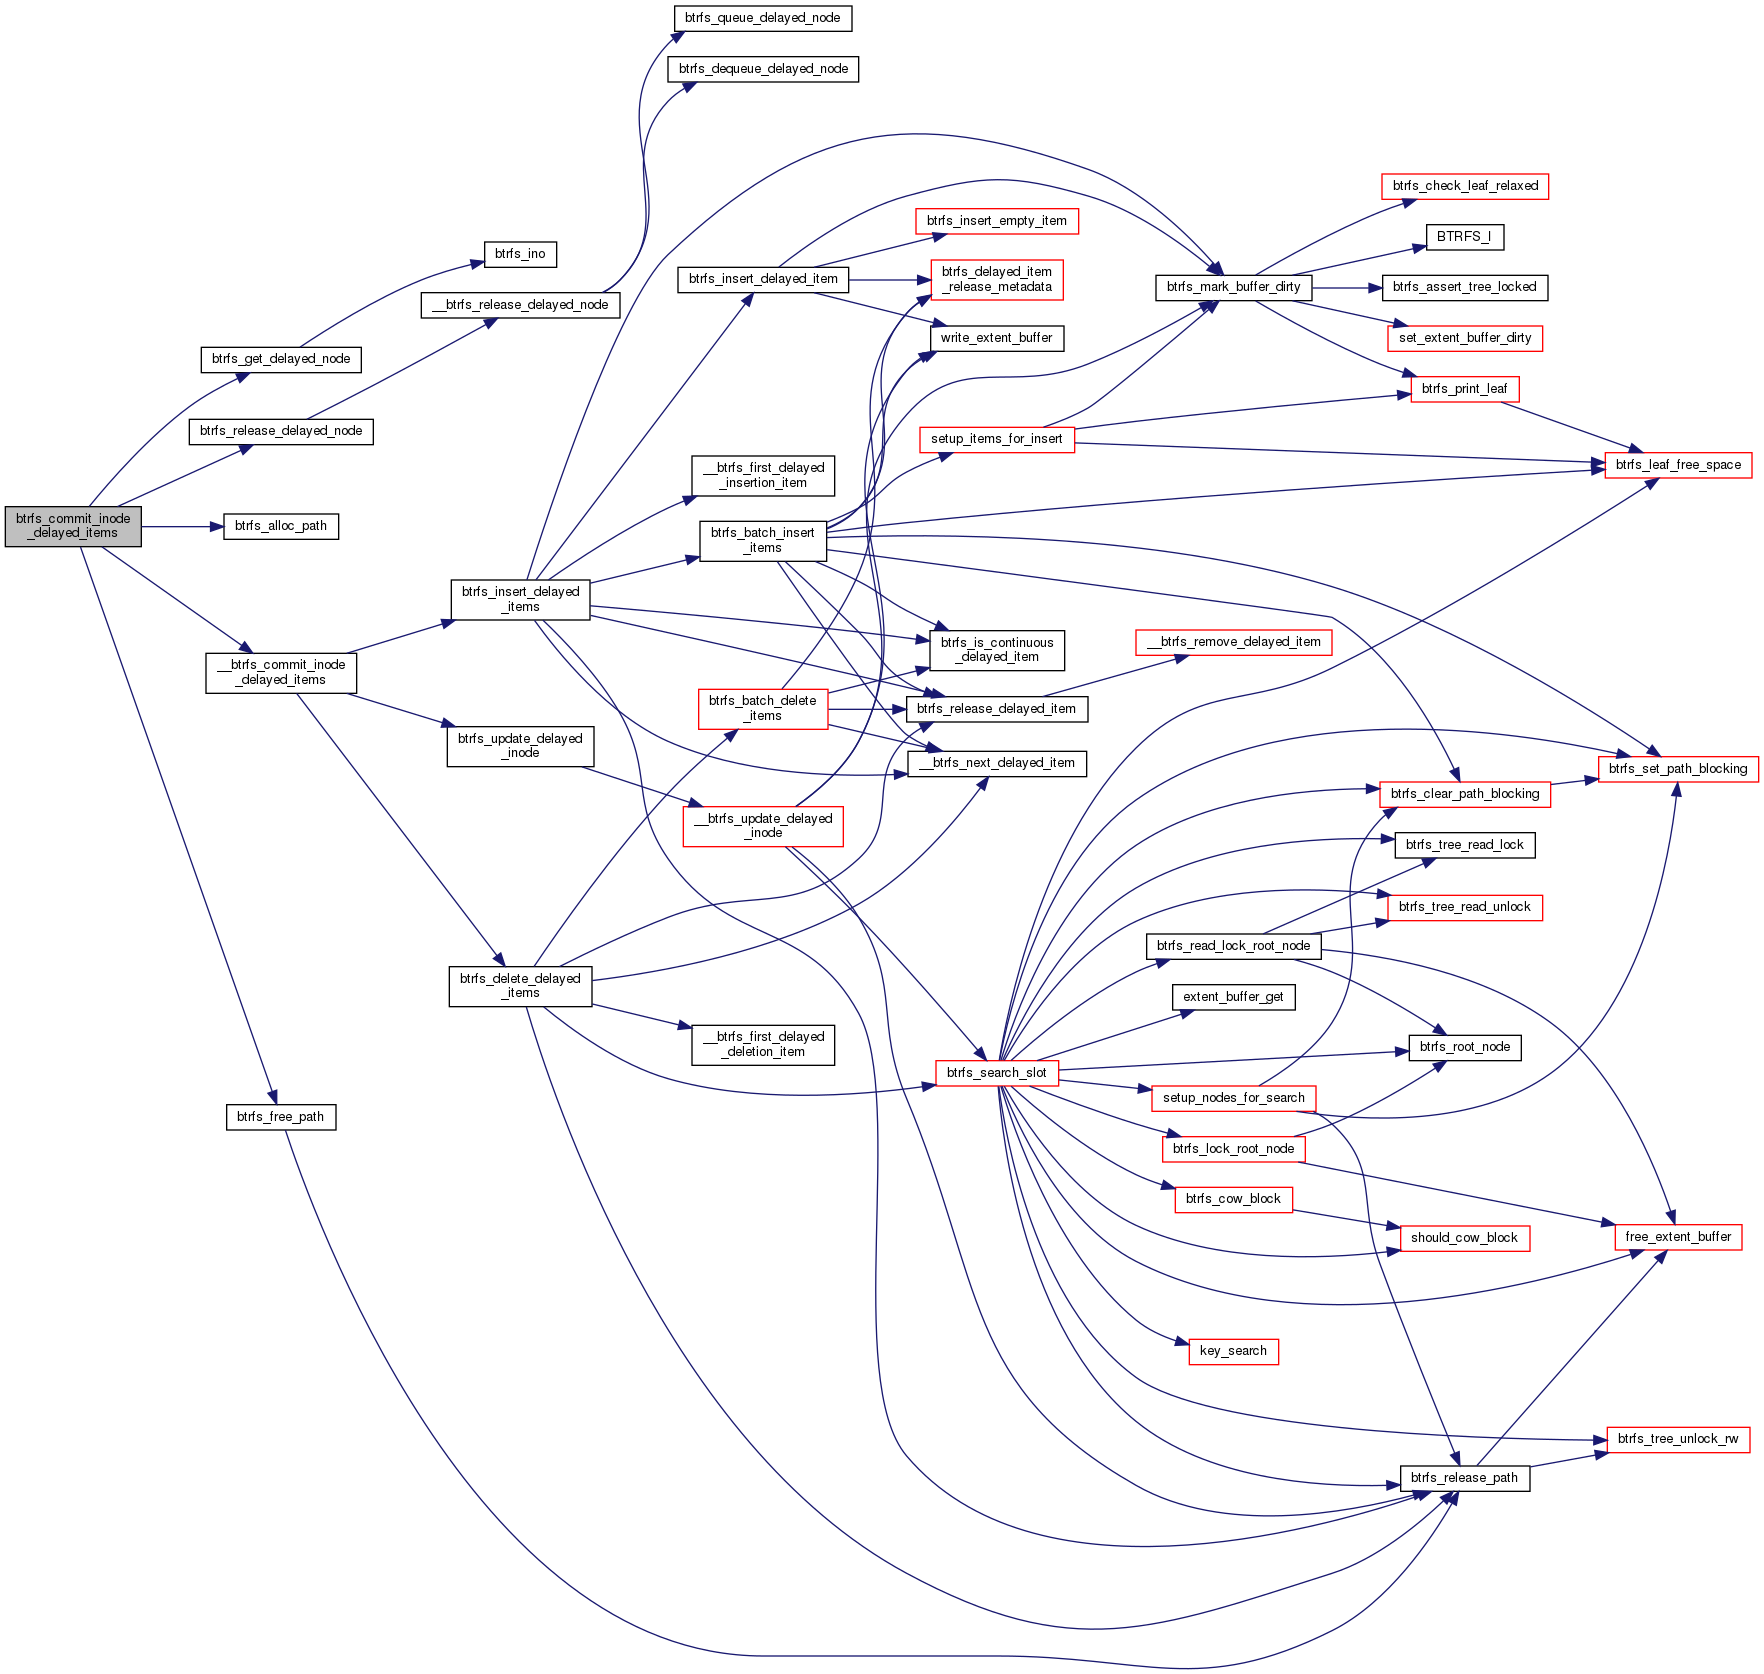 btrfs_queue_delayed_node
btrfs_dequeue_delayed_node
btrfs_check_leaf_relaxed
btrfs_insert_empty_item
BTRFS_I
btrfs_ino
btrfs_insert_delayed_item
btrfs_delayed_item
_release_metadata
btrfs_mark_buffer_dirty
btrfs_assert_tree_locked
__btrfs_release_delayed_node
write_extent_buffer
set_extent_buffer_dirty
btrfs_get_delayed_node
btrfs_print_leaf
btrfs_release_delayed_node
setup_items_for_insert
btrfs_leaf_free_space
__btrfs_first_delayed
_insertion_item
btrfs_commit_inode
_delayed_items
btrfs_alloc_path
btrfs_batch_insert
_items
btrfs_insert_delayed
_items
btrfs_is_continuous
_delayed_item
__btrfs_remove_delayed_item
__btrfs_commit_inode
_delayed_items
btrfs_batch_delete
_items
btrfs_release_delayed_item
btrfs_update_delayed
_inode
__btrfs_next_delayed_item
btrfs_set_path_blocking
btrfs_clear_path_blocking
__btrfs_update_delayed
_inode
btrfs_tree_read_lock
btrfs_tree_read_unlock
btrfs_read_lock_root_node
btrfs_delete_delayed
_items
extent_buffer_get
__btrfs_first_delayed
_deletion_item
btrfs_root_node
btrfs_search_slot
setup_nodes_for_search
btrfs_free_path
btrfs_lock_root_node
btrfs_cow_block
should_cow_block
free_extent_buffer
key_search
btrfs_tree_unlock_rw
btrfs_release_path